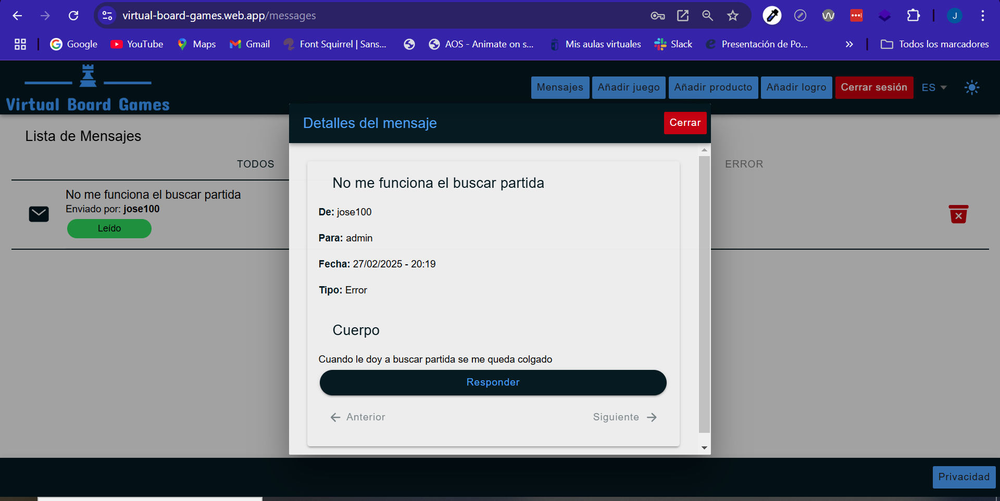 virtual-board-games.web.app/messages
J
Google
YouTube
Maps
Gmail
Font Squirrel | Sans...
AOS - Animate on s...
Mis aulas virtuales
Slack
Presentación de Po...
Todos los marcadores
Virtual Board Games
Mensajes
Añadir juego
Añadir producto
Añadir logro
Cerrar sesión
ES
Lista de Mensajes
TODOS
ERROR
No me funciona el buscar partida
Enviado por: jose100
Leído
Detalles del mensaje
Cerrar
No me funciona el buscar partida
De: jose100
Para: admin
Fecha: 27/02/2025 - 20:19
Tipo: Error
Cuerpo
Cuando le doy a buscar partida se me queda colgado
Responder
Anterior
Siguiente
Privacidad